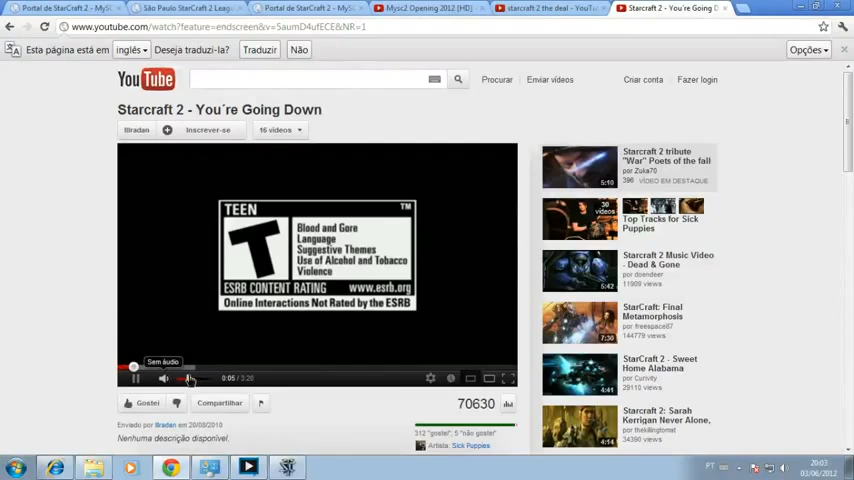 Portal de StarCraft 2 - MySC
São Paulo StarCraft 2 Leag
Portal de StarCraft 2 - MySC
Mysc2 Opening 2012 [HD]
starcraft 2 the deal - YouT
Starcraft 2 - You´re Going D
www.youtube.com/watch?feature=endscreen&v=5aumD4ufECE&NR=1
Esta página está em inglês Deseja traduzi-la? Traduzir Não Opções
YouTube Procurar Enviar vídeos Criar conta Fazer login
Starcraft 2 - You´re Going Down
Illradan Inscrever-se 16 vídeos
TEEN TM
T
Blood and Gore
Language
Suggestive Themes
Use of Alcohol and Tobacco
Violence
ESRB CONTENT RATING www.esrb.org
Online Interactions Not Rated by the ESRB
Sem áudio
0:05 / 3:20
Gostei Compartilhar 70630
Enviado por Illradan em 20/08/2010
Nenhuma descrição disponível.
312 "gostei", 5 "não gostei"
Artista: Sick Puppies
Starcraft 2 tribute
"War" Poets of the fall
por Zuka70
396 VÍDEO EM DESTAQUE
5:10
30
vídeos
Top Tracks for Sick
Puppies
Starcraft 2 Music Video
- Dead & Gone
por doendeer
11909 views
5:42
StarCraft: Final
Metamorphosis
por freespace87
144779 views
7:30
StarCraft 2 - Sweet
Home Alabama
por Curivity
29110 views
4:41
Starcraft 2: Sarah
Kerrigan Never Alone,
por thekillingtomat
34390 views
4:14
PT
20:03
03/06/2012